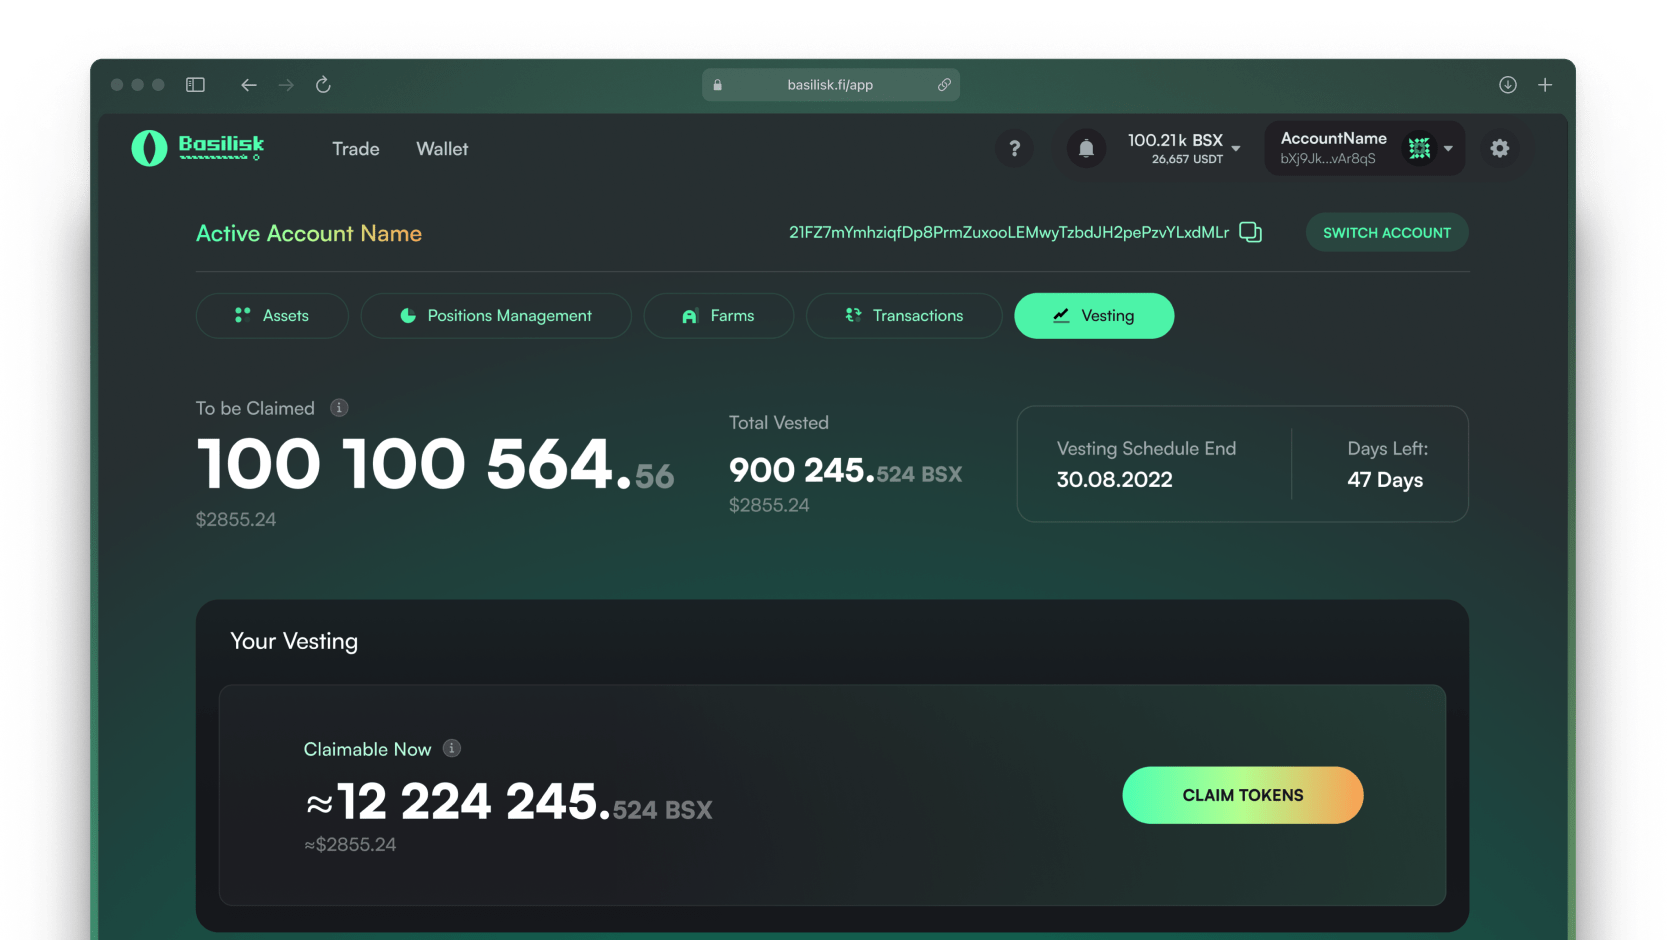 basilisk.fi/app
Basilisk
Trade
Wallet
?
100.21k BSX
26,657 USDT
AccountName
bXj9Jk...vAr8qS
Active Account Name
21FZ7mYmhziqfDp8PrmZuxooLEMwyTzbdJH2pePzvYLxdMLr
SWITCH ACCOUNT
Assets
Positions Management
Farms
Transactions
Vesting
To be Claimed
100 100 564.56
$2855.24
Total Vested
900 245.524 BSX
$2855.24
Vesting Schedule End
30.08.2022
Days Left:
47 Days
Your Vesting
Claimable Now
≈12 224 245.524 BSX
≈$2855.24
CLAIM TOKENS